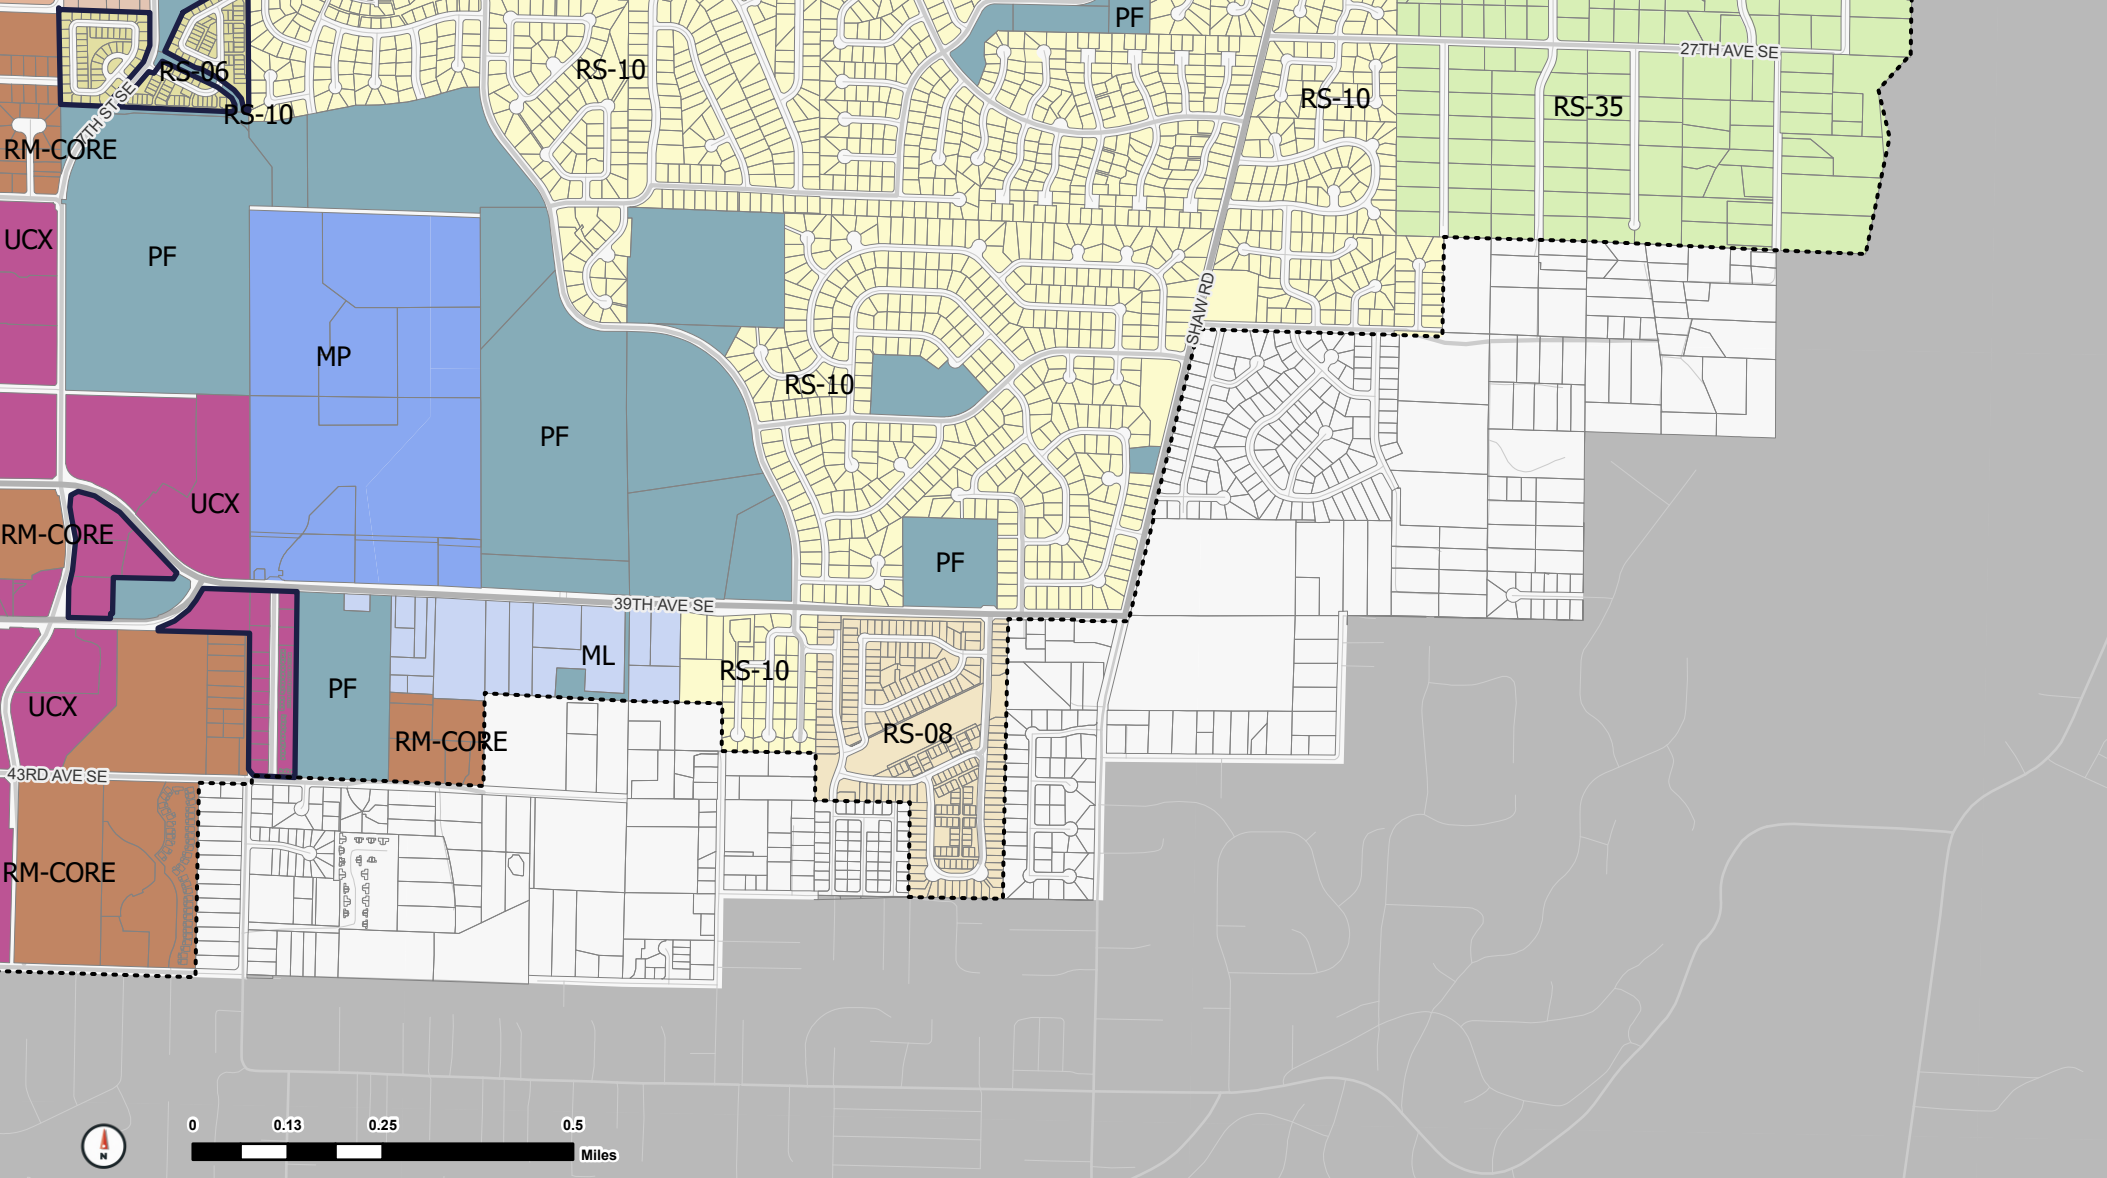 PF
27TH AVE SE
RS-06
RS-10
RS-10
RS-10
RS-35
7TH ST SE
RM-CORE
UCX
PF
SHAW RD
MP
RS-10
PF
UCX
RM-CORE
PF
39TH AVE SE
ML
RS-10
PF
UCX
RS-08
RM-CORE
43RD AVE SE
RM-CORE
0 0.13 0.25 0.5
Miles
N